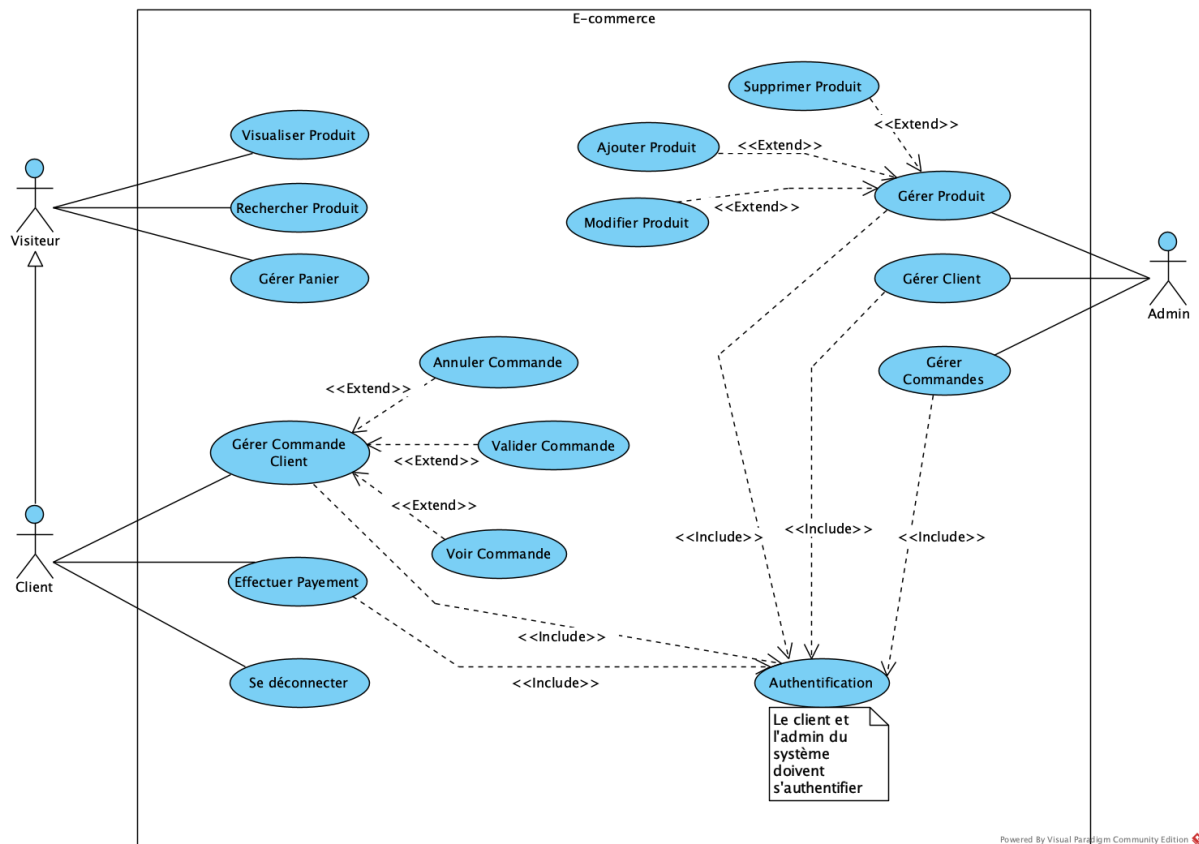 E-commerce
Supprimer Produit
<<Extend>>
Visualiser Produit
Ajouter Produit
<<Extend>>
Rechercher Produit
Modifier Produit
<<Extend>>
Gérer Produit
Visiteur
Gérer Panier
Gérer Client
Admin
Annuler Commande
Gérer
Commandes
<<Extend>>
Gérer Commande
Client
Valider Commande
<<Extend>>
<<Extend>>
Voir Commande
<<Include>>
<<Include>>
<<Include>>
Client
Effectuer Payement
<<Include>>
Se déconnecter
<<Include>>
Authentification
Le client et
l'admin du
système
doivent
s'authentifier
Powered By Visual Paradigm Community Edition